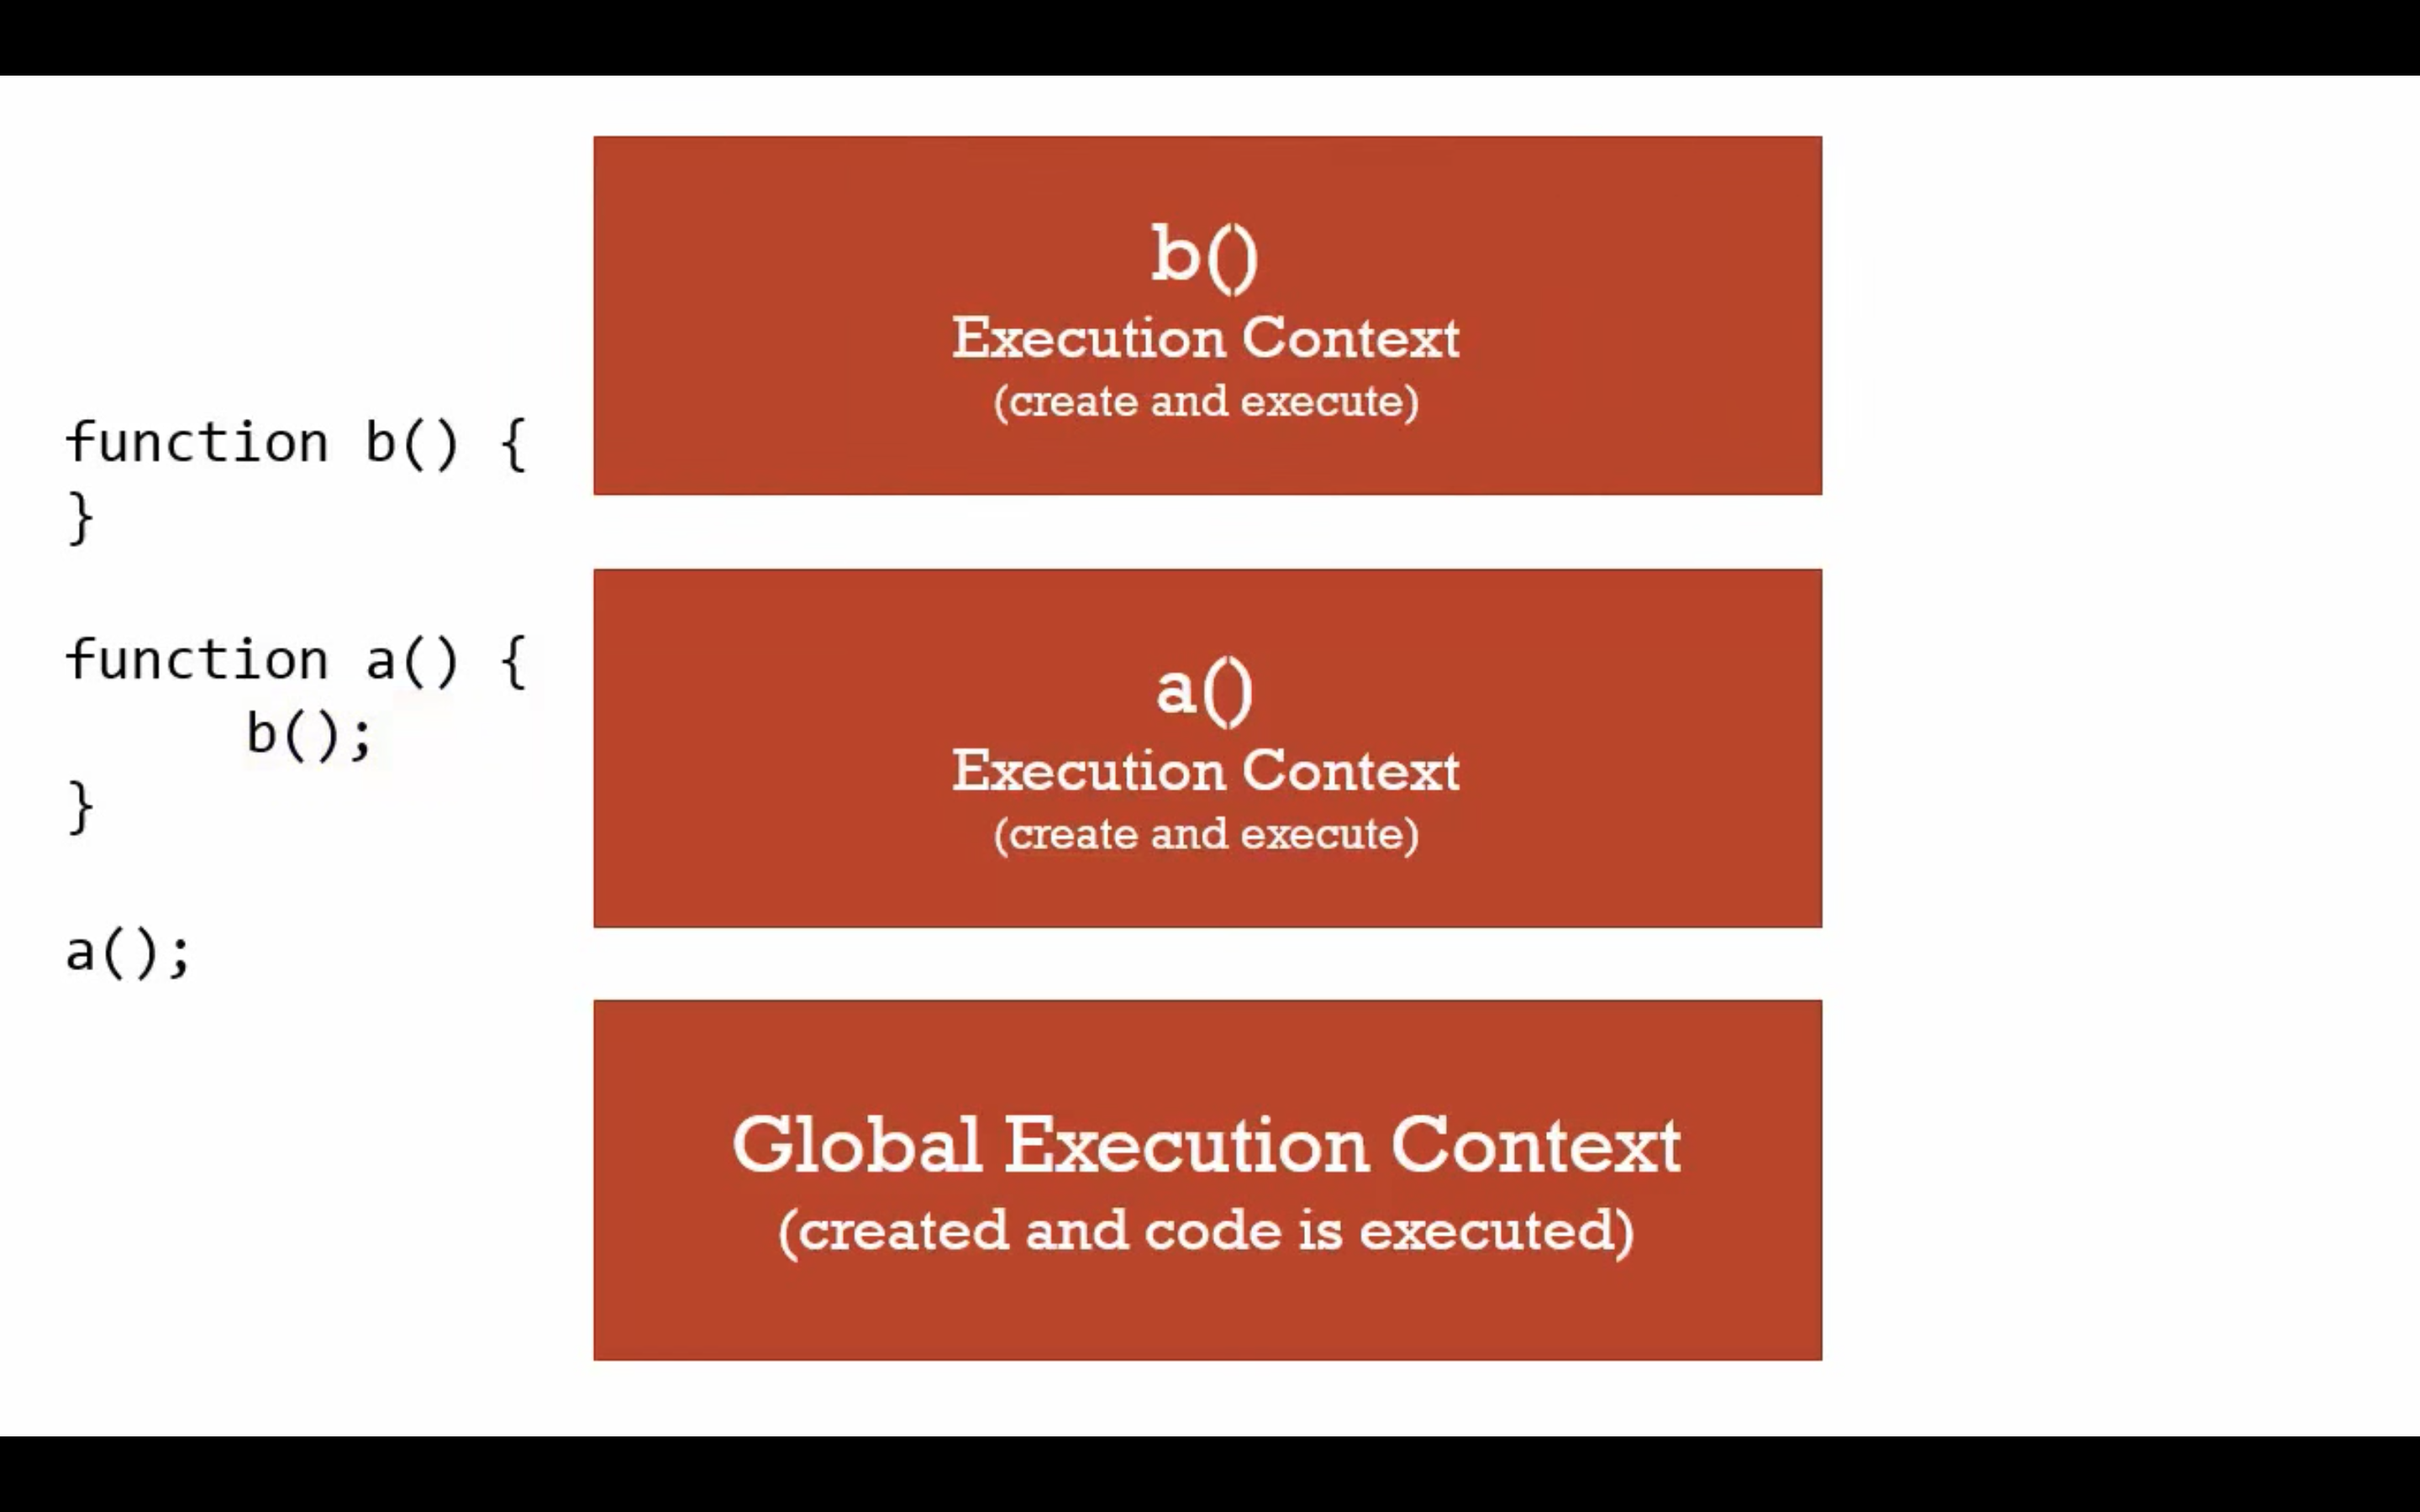 function b() {
}
function a() {
b();
}
a();
b()
Execution Context
(create and execute)
a()
Execution Context
(create and execute)
Global Execution Context
(created and code is executed)